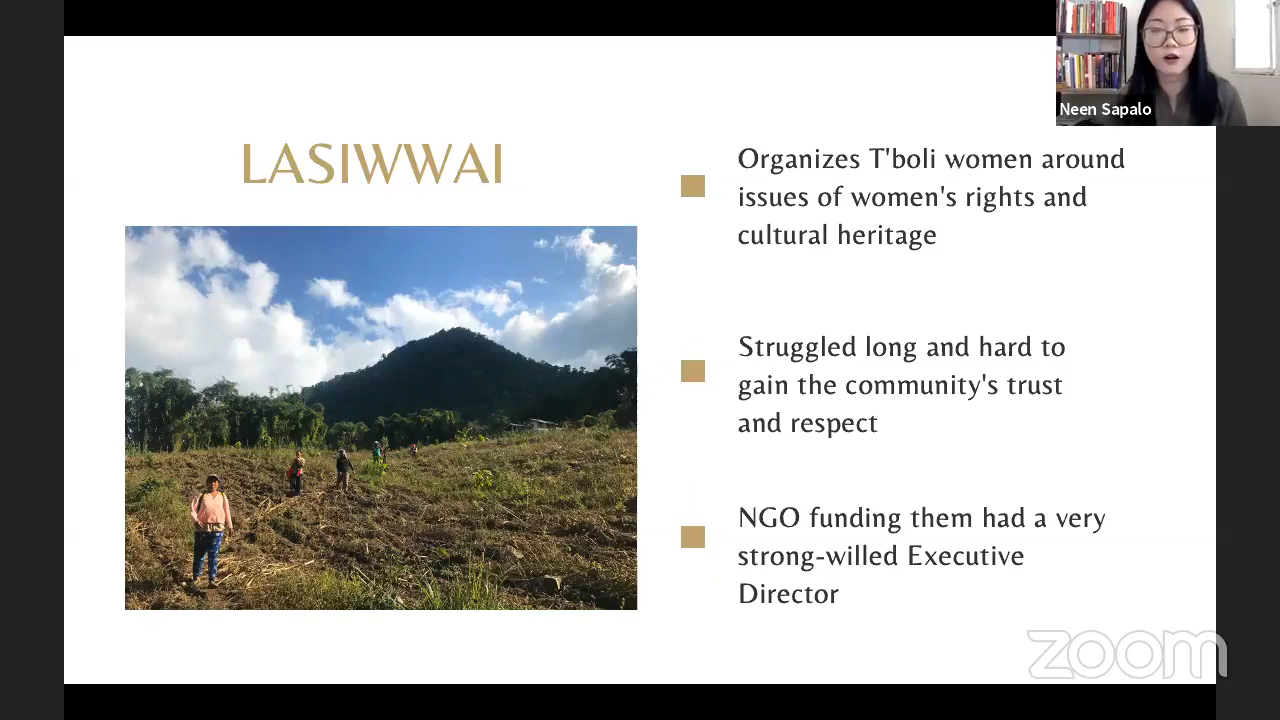 Neen Sapalo
LASIWWAI
Organizes T'boli women around
issues of women's rights and
cultural heritage
Struggled long and hard to
gain the community's trust
and respect
NGO funding them had a very
strong-willed Executive
Director
zoom